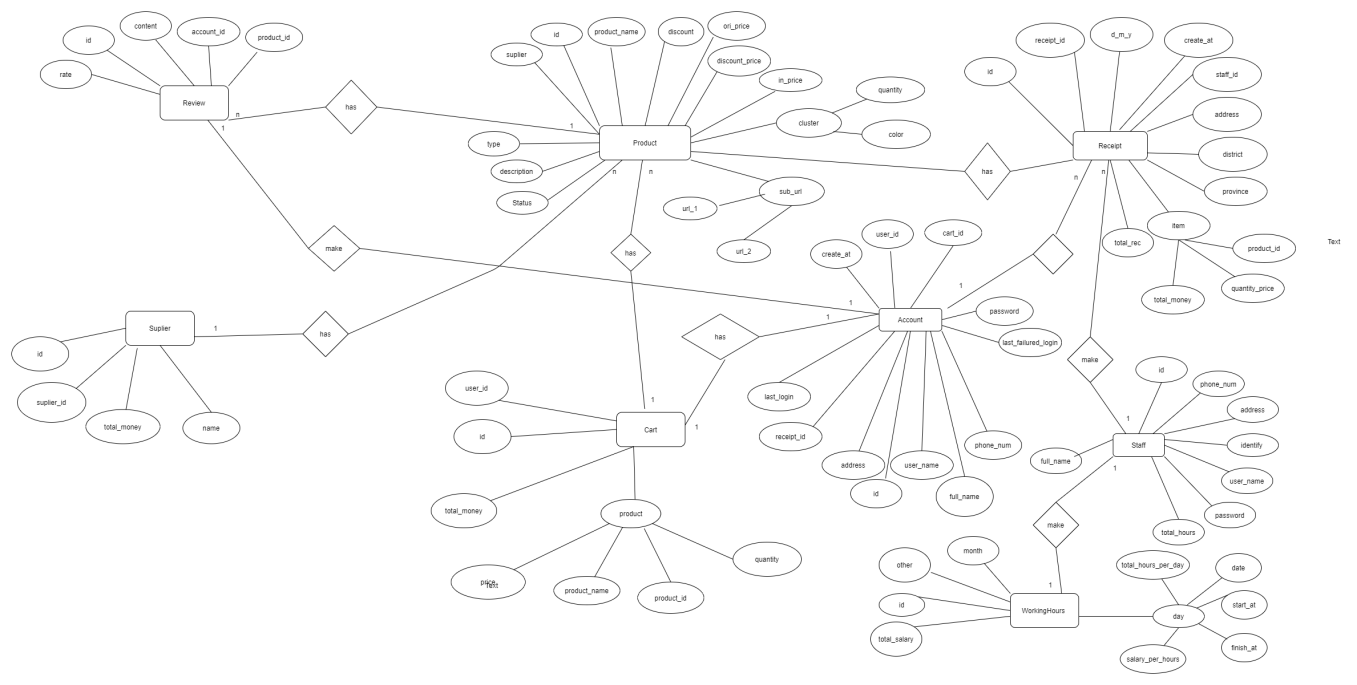 id
content
account_id
product_id
rate
Review
n
1
has
1
suplier
id
product_name
discount
ori_price
discount_price
in_price
cluster
quantity
color
Product
type
description
Status
n
n
sub_url
url_1
url_2
has
id
receipt_id
d_m_y
create_at
staff_id
address
district
province
Receipt
n
n
total_rec
Item
product_id
quantity_price
total_money
Text
make
has
create_at
user_id
cart_id
1
1
1
Account
password
last_failured_login
last_login
receipt_id
address
id
user_name
full_name
phone_num
Suplier
1
has
id
suplier_id
total_money
name
has
1
1
user_id
id
Cart
total_money
product
price
Text
product_name
product_id
quantity
make
1
id
phone_num
address
identify
user_name
password
total_hours
full_name
Staff
1
make
1
other
month
id
total_salary
WorkingHours
total_hours_per_day
date
start_at
day
finish_at
salary_per_hours